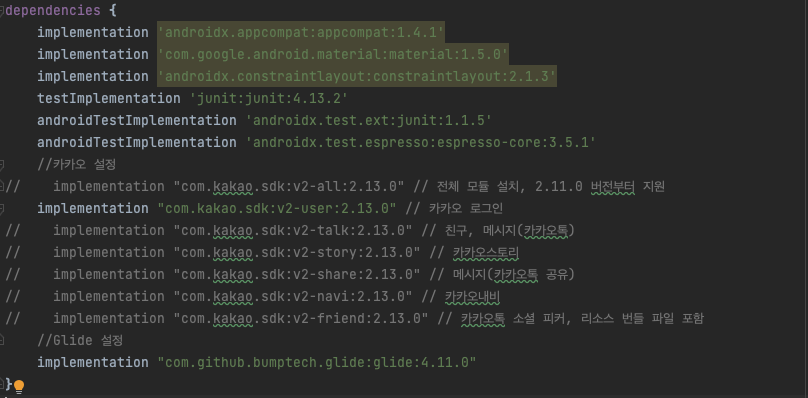 dependencies {
    implementation 'androidx.appcompat:appcompat:1.4.1'
    implementation 'com.google.android.material:material:1.5.0'
    implementation 'androidx.constraintlayout:constraintlayout:2.1.3'
    testImplementation 'junit:junit:4.13.2'
    androidTestImplementation 'androidx.test.ext:junit:1.1.5'
    androidTestImplementation 'androidx.test.espresso:espresso-core:3.5.1'
    //카카오 설정
//    implementation "com.kakao.sdk:v2-all:2.13.0" // 전체 모듈 설치, 2.11.0 버전부터 지원
    implementation "com.kakao.sdk:v2-user:2.13.0" // 카카오 로그인
//    implementation "com.kakao.sdk:v2-talk:2.13.0" // 친구, 메시지(카카오톡)
//    implementation "com.kakao.sdk:v2-story:2.13.0" // 카카오스토리
//    implementation "com.kakao.sdk:v2-share:2.13.0" // 메시지(카카오톡 공유)
//    implementation "com.kakao.sdk:v2-navi:2.13.0" // 카카오내비
//    implementation "com.kakao.sdk:v2-friend:2.13.0" // 카카오톡 소셜 피커, 리소스 번들 파일 포함
    //Glide 설정
    implementation "com.github.bumptech.glide:glide:4.11.0"
}